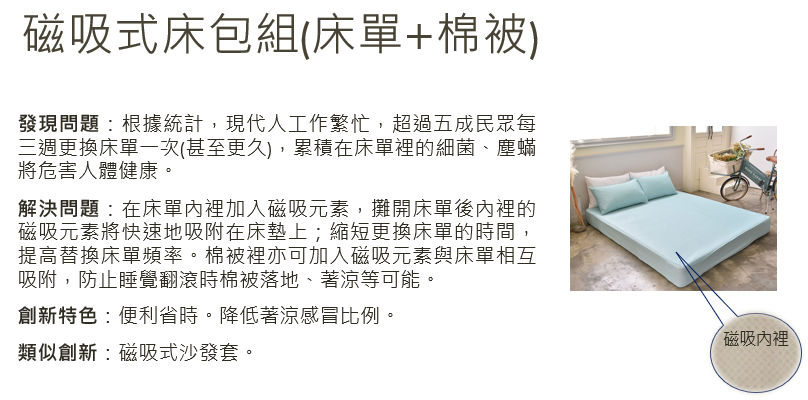 磁吸式床包組(床單+棉被)
發現問題：根據統計，現代人工作繁忙，超過五成民眾每
三週更換床單一次(甚至更久)，累積在床單裡的細菌、塵蟎
將危害人體健康。
解決問題：在床單內裡加入磁吸元素，攤開床單後內裡的
磁吸元素將快速地吸附在床墊上；縮短更換床單的時間，
提高替換床單頻率。棉被裡亦可加入磁吸元素與床單相互
吸附，防止睡覺翻滾時棉被落地、著涼等可能。
創新特色：便利省時。降低著涼感冒比例。
類似創新：磁吸式沙發套。
磁吸內裡